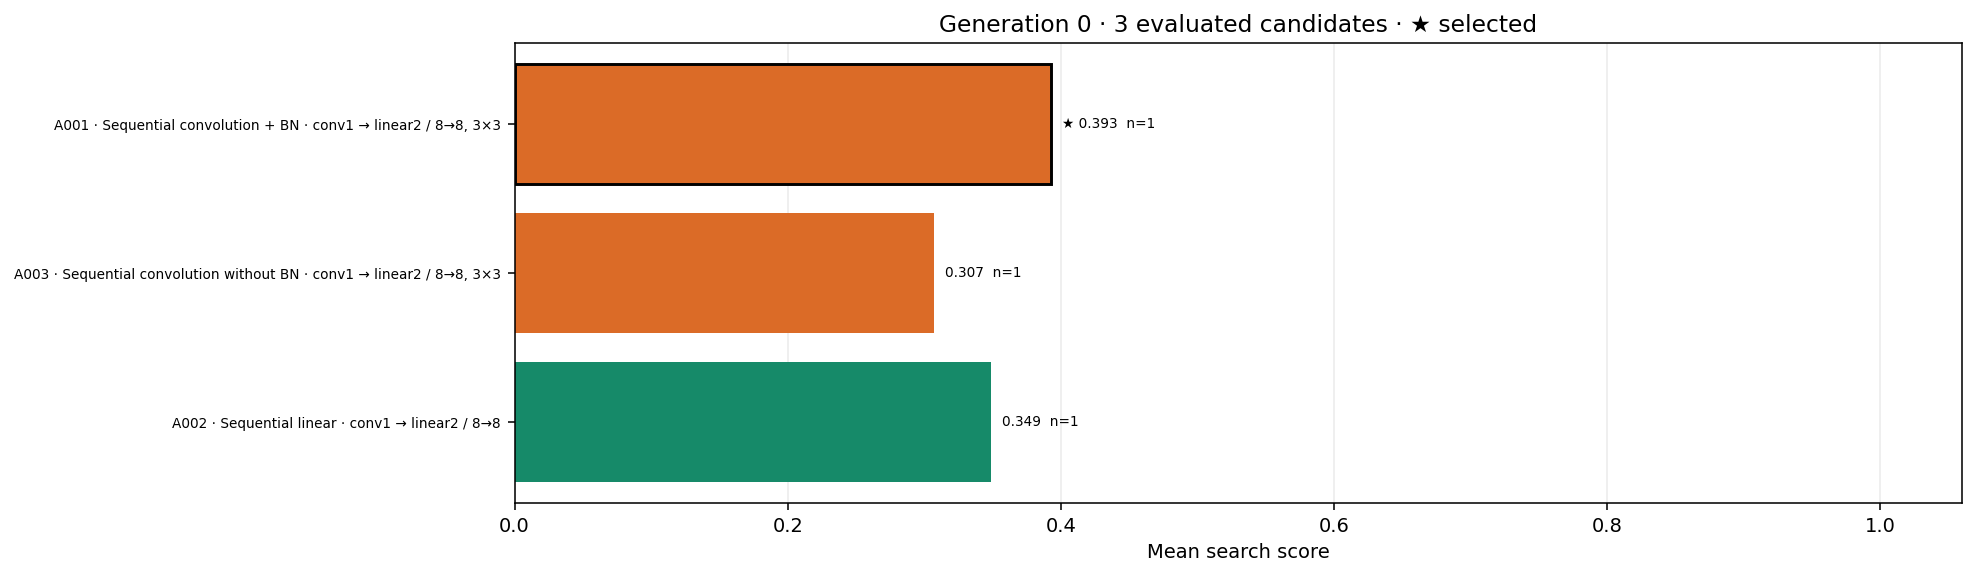 Generation 0 · 3 evaluated candidates · ★ selected
A001 · Sequential convolution + BN · conv1 → linear2 / 8→8, 3×3
★ 0.393 n=1
A003 · Sequential convolution without BN · conv1 → linear2 / 8→8, 3×3
0.307 n=1
A002 · Sequential linear · conv1 → linear2 / 8→8
0.349 n=1
0.0 0.2 0.4 0.6 0.8 1.0
Mean search score